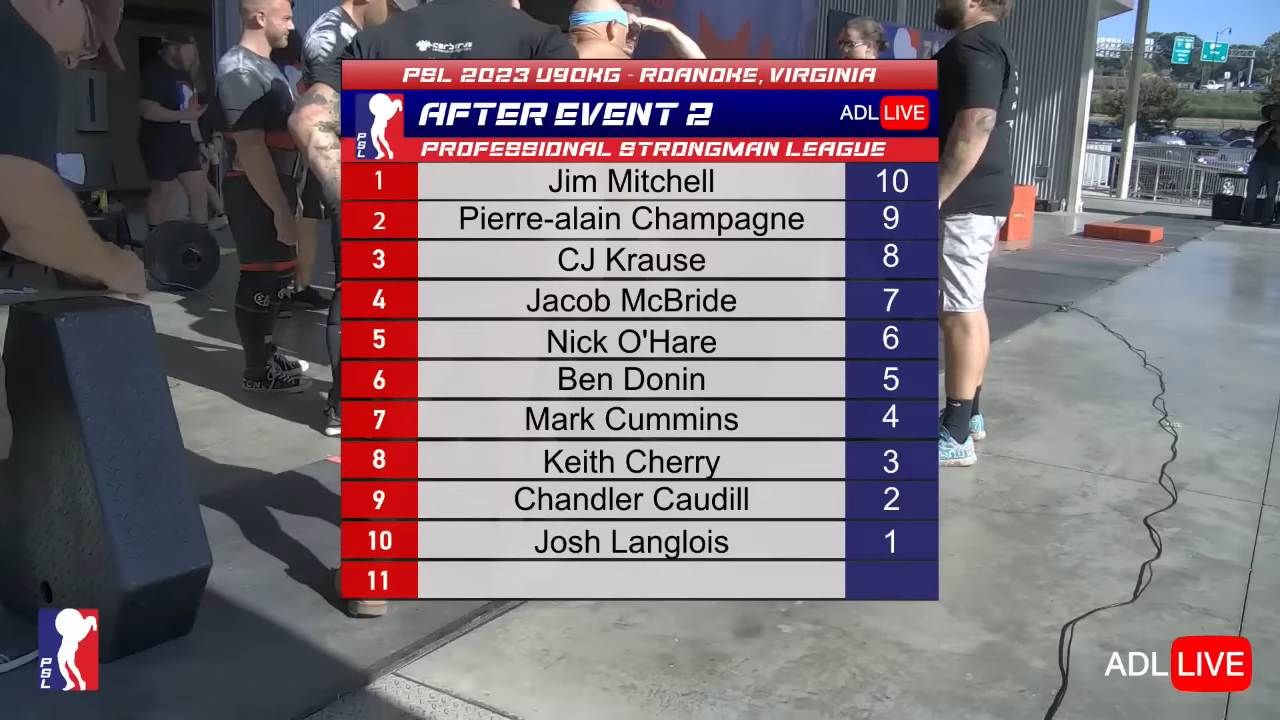 cerberus
PSL 2023 U90KG - ROANOKE, VIRGINIA
PSL
AFTER EVENT 2
ADL LIVE
PROFESSIONAL STRONGMAN LEAGUE
1 Jim Mitchell 10
2 Pierre-alain Champagne 9
3 CJ Krause 8
4 Jacob McBride 7
5 Nick O'Hare 6
6 Ben Donin 5
7 Mark Cummins 4
8 Keith Cherry 3
9 Chandler Caudill 2
10 Josh Langlois 1
11
PSL
ADL LIVE